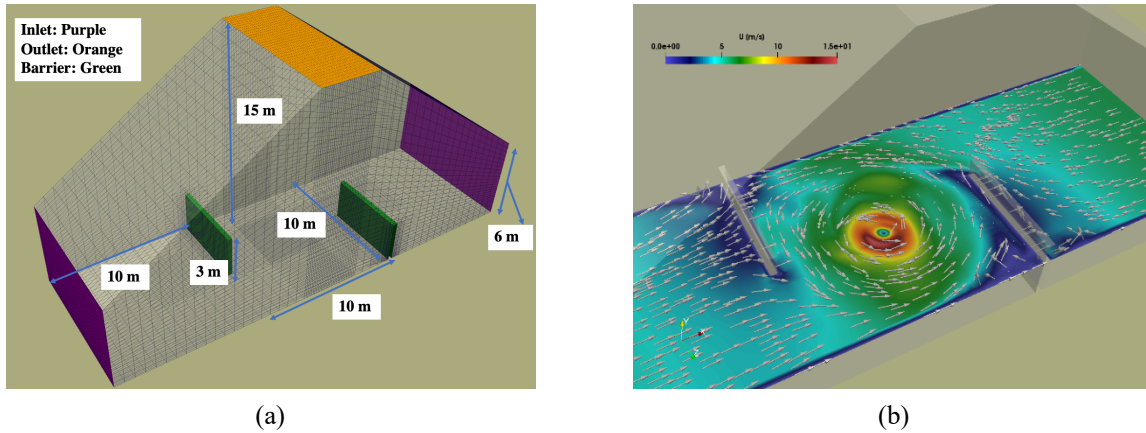 Inlet: Purple
Outlet: Orange
Barrier: Green
15 m
10 m
6 m
10 m
3 m
10 m
(a)
U (m/s)
0.0e+00 5 10 1.5e+01
Y
(b)